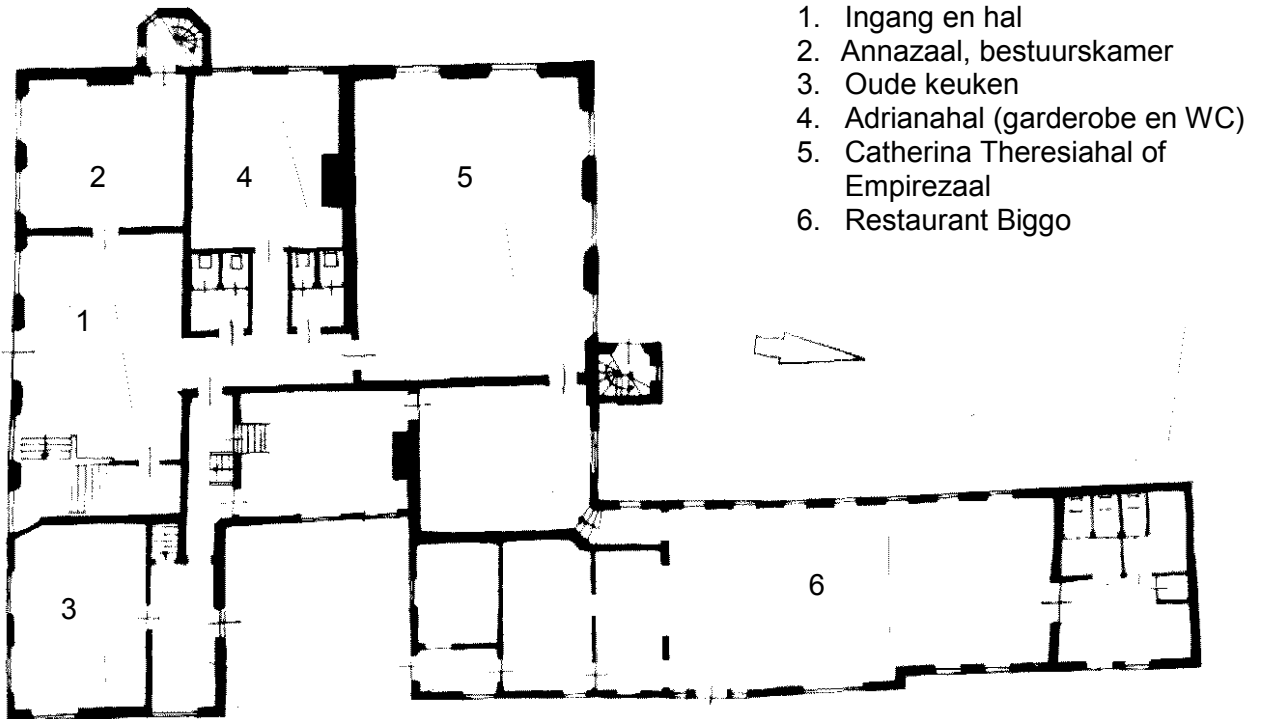 1. Ingang en hal
2. Annazaal, bestuurskamer
3. Oude keuken
4. Adrianahal (garderobe en WC)
5. Catherina Theresiahal of
Empirezaal
6. Restaurant Biggo
2
4
5
1
3
6